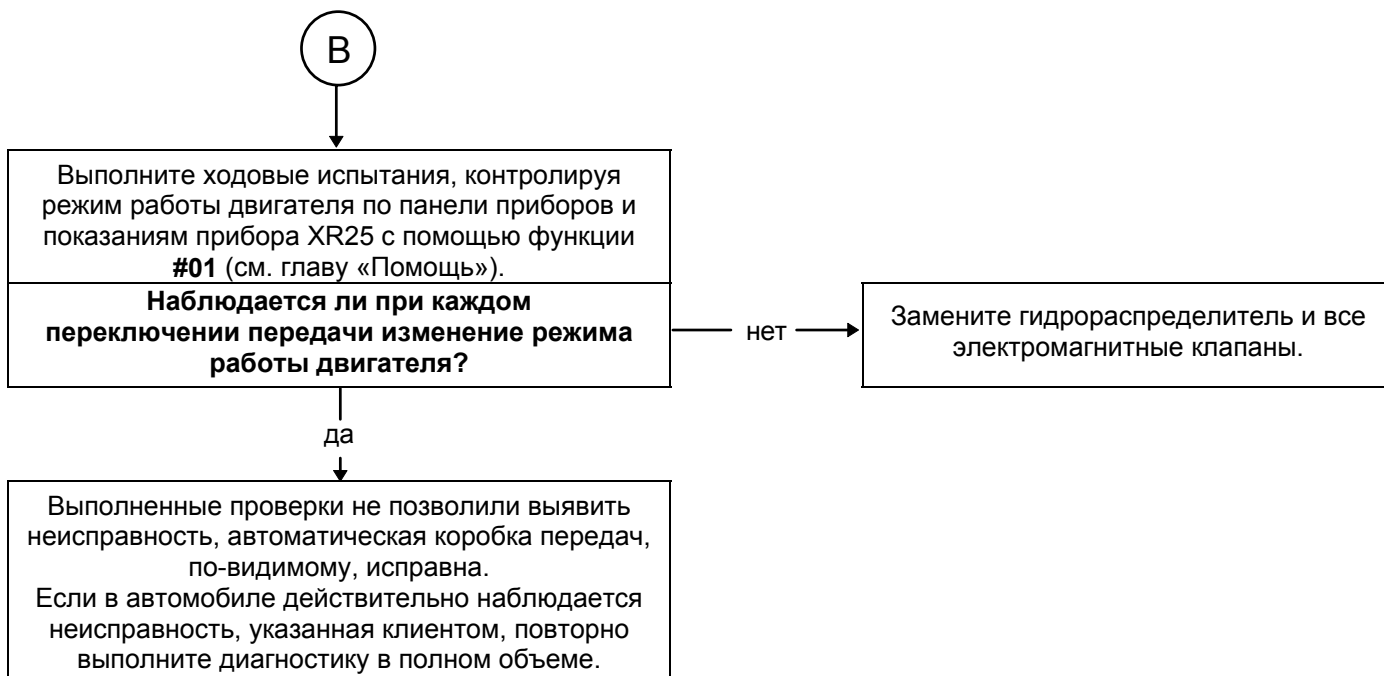 B
Выполните ходовые испытания, контролируя
режим работы двигателя по панели приборов и
показаниям прибора XR25 с помощью функции
#01 (см. главу «Помощь»).
Наблюдается ли при каждом
переключении передачи изменение режима
работы двигателя?
нет
Замените гидрораспределитель и все
электромагнитные клапаны.
да
Выполненные проверки не позволили выявить
неисправность, автоматическая коробка передач,
по-видимому, исправна.
Если в автомобиле действительно наблюдается
неисправность, указанная клиентом, повторно
выполните диагностику в полном объеме.